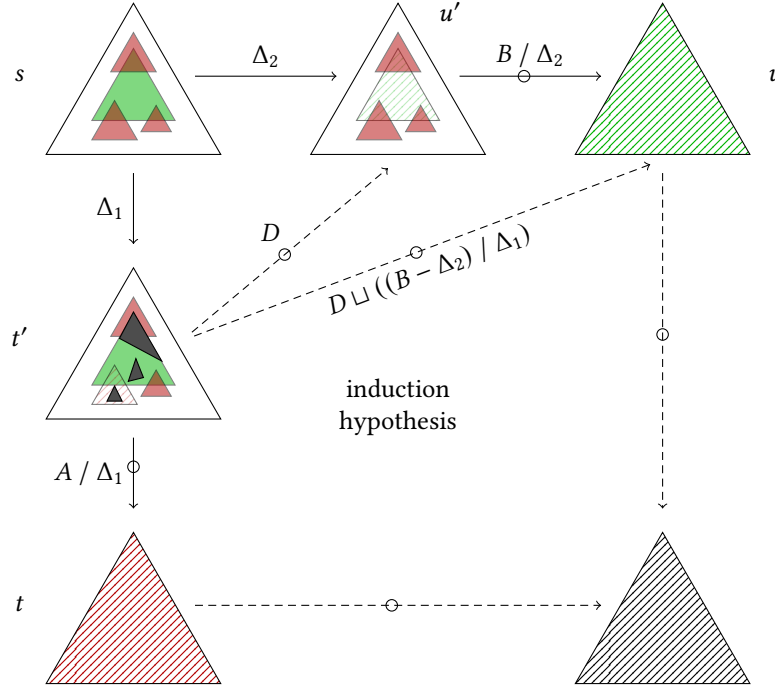 u′
s
Δ₂
B / Δ₂
u
Δ₁
D
D ⊔ ((B − Δ₂) / Δ₁)
t′
induction
hypothesis
A / Δ₁
t